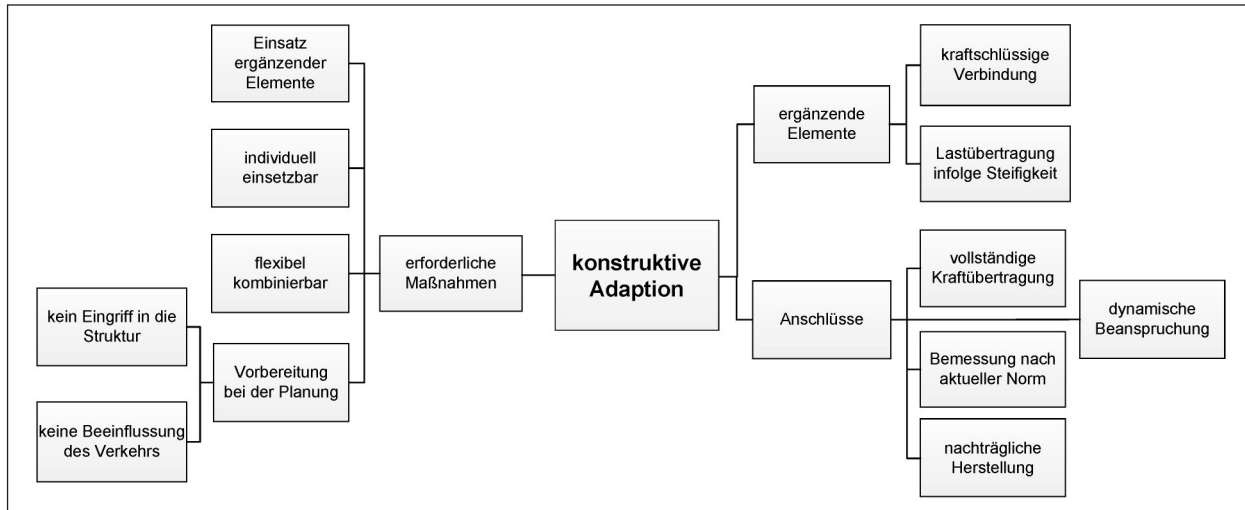 Einsatz
ergänzender
Elemente
individuell
einsetzbar
flexibel
kombinierbar
kein Eingriff in die
Struktur
keine Beeinflussung
des Verkehrs
Vorbereitung
bei der Planung
erforderliche
Maßnahmen
konstruktive
Adaption
ergänzende
Elemente
kraftschlüssige
Verbindung
Lastübertragung
infolge Steifigkeit
Anschlüsse
vollständige
Kraftübertragung
dynamische
Beanspruchung
Bemessung nach
aktueller Norm
nachträgliche
Herstellung